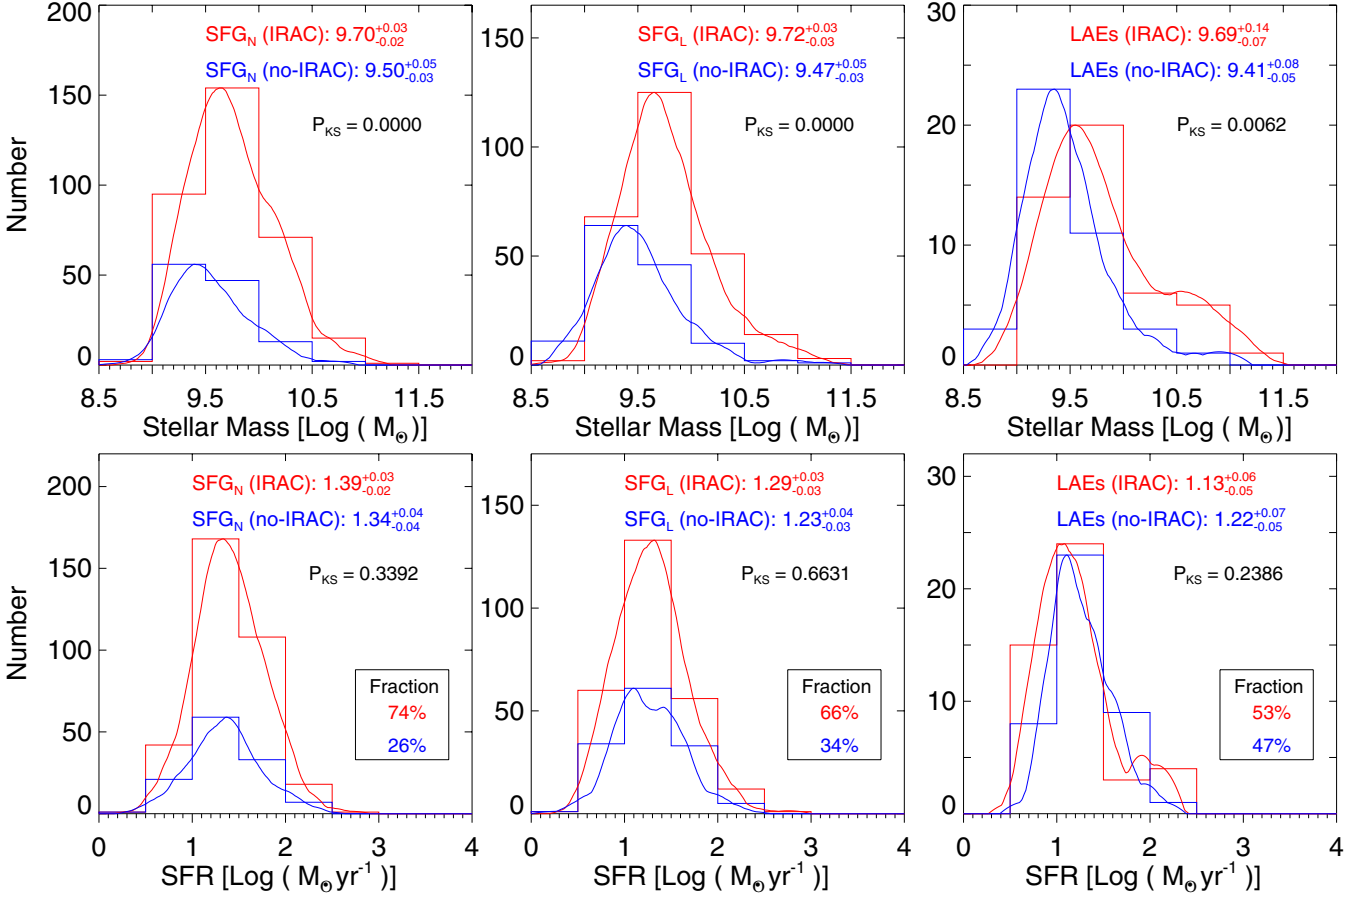 SFG_N (IRAC): 9.70 +0.03 -0.02
SFG_N (no-IRAC): 9.50 +0.05 -0.03
P_KS = 0.0000
Number
200
150
100
50
0
8.5 9.5 10.5 11.5
Stellar Mass [Log ( M⊙)]
SFG_L (IRAC): 9.72 +0.03 -0.03
SFG_L (no-IRAC): 9.47 +0.05 -0.03
P_KS = 0.0000
150
100
50
0
8.5 9.5 10.5 11.5
Stellar Mass [Log ( M⊙)]
LAEs (IRAC): 9.69 +0.14 -0.07
LAEs (no-IRAC): 9.41 +0.08 -0.05
P_KS = 0.0062
30
20
10
0
8.5 9.5 10.5 11.5
Stellar Mass [Log ( M⊙)]
SFG_N (IRAC): 1.39 +0.03 -0.02
SFG_N (no-IRAC): 1.34 +0.04 -0.04
P_KS = 0.3392
Fraction
74%
26%
Number
200
150
100
50
0
0 1 2 3 4
SFR [Log ( M⊙ yr⁻¹ )]
SFG_L (IRAC): 1.29 +0.03 -0.03
SFG_L (no-IRAC): 1.23 +0.04 -0.03
P_KS = 0.6631
Fraction
66%
34%
150
100
50
0
0 1 2 3 4
SFR [Log ( M⊙ yr⁻¹ )]
LAEs (IRAC): 1.13 +0.06 -0.05
LAEs (no-IRAC): 1.22 +0.07 -0.05
P_KS = 0.2386
Fraction
53%
47%
30
20
10
0
0 1 2 3 4
SFR [Log ( M⊙ yr⁻¹ )]